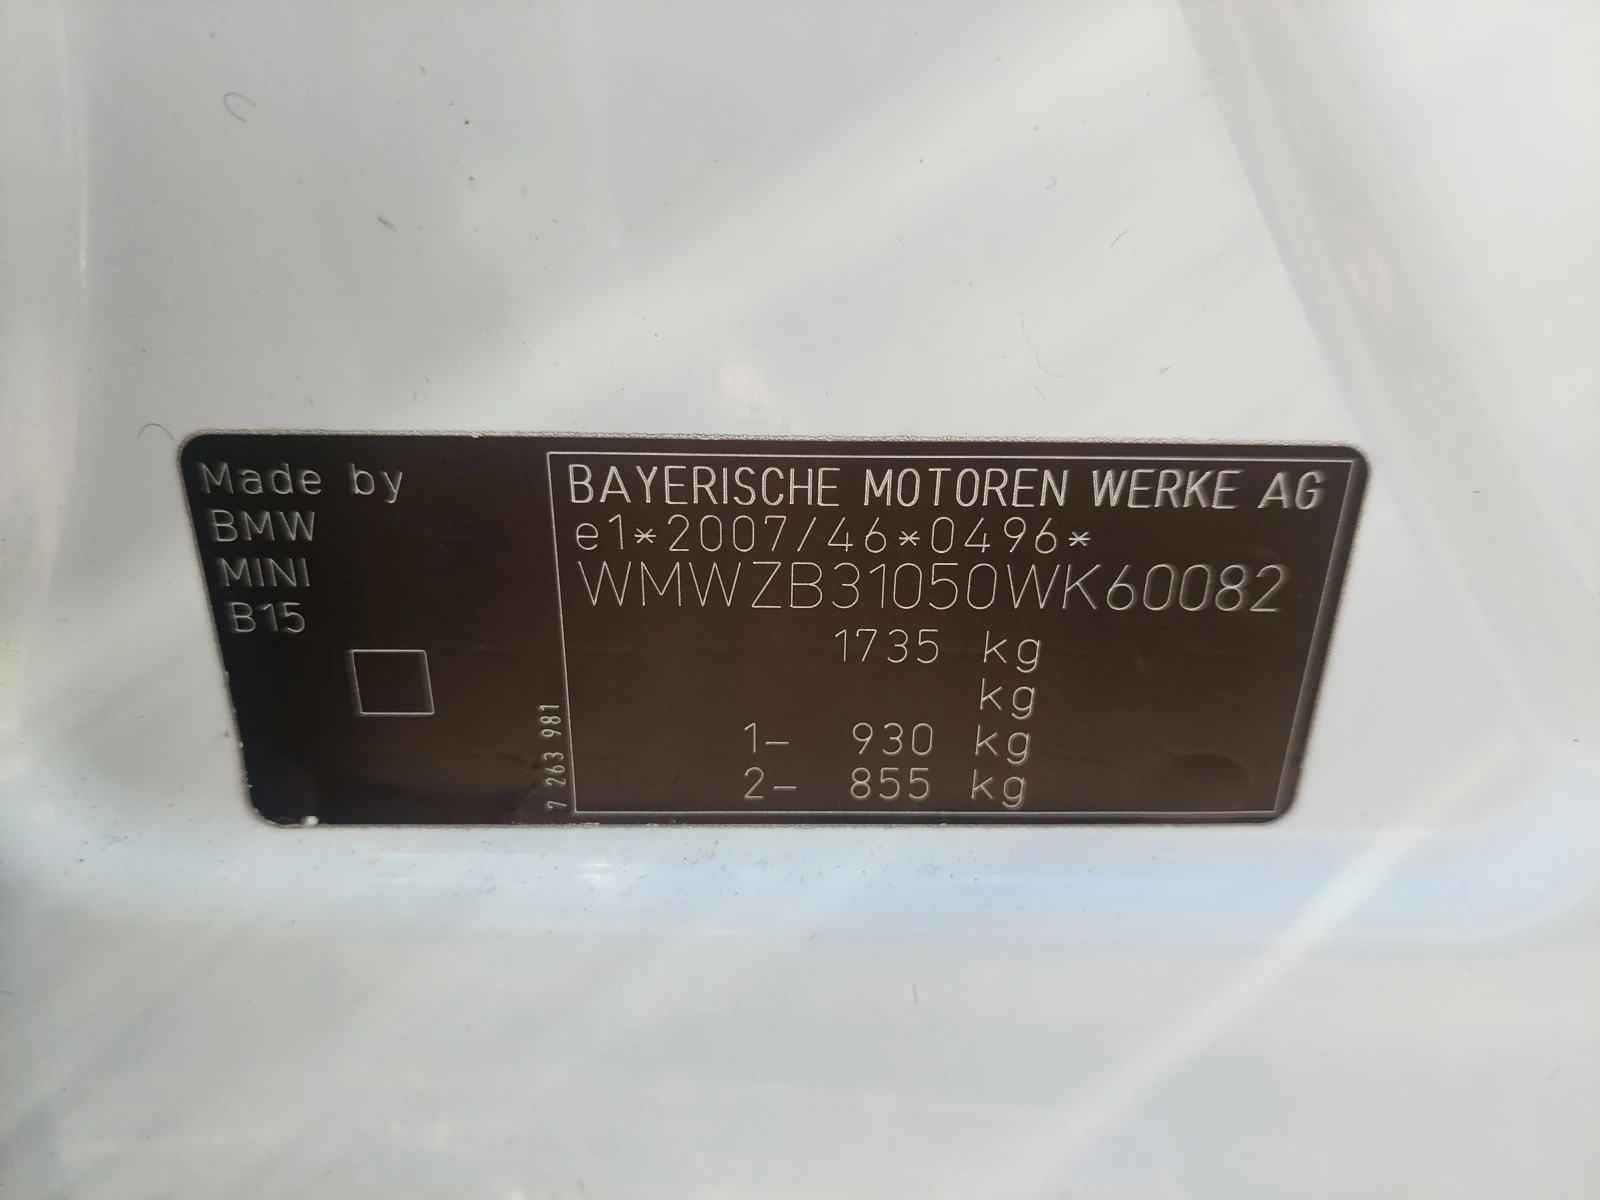 Made by
BMW
MINI
B15
7 263 981
BAYERISCHE MOTOREN WERKE AG
e1*2007/46*0496*
WMWZB31050WK60082
1735 kg
kg
1- 930 kg
2- 855 kg